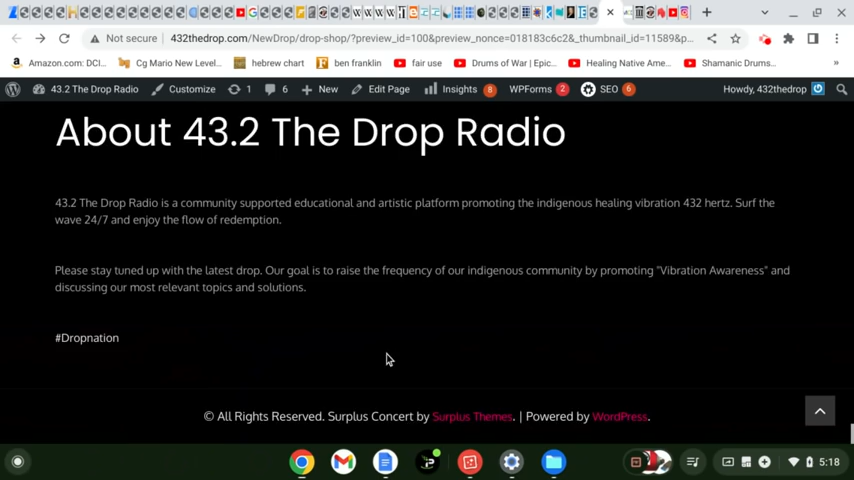 Not secure
432thedrop.com/NewDrop/drop-shop/?preview_id=100&preview_nonce=018183c6c2&_thumbnail_id=11589&p...
Amazon.com: DCI...
Cg Mario New Level...
hebrew chart
ben franklin
fair use
Drums of War | Epic...
Healing Native Ame...
Shamanic Drums...
»
43.2 The Drop Radio
Customize
1
6
New
Edit Page
Insights 8
WPForms 2
SEO 6
Howdy, 432thedrop
About 43.2 The Drop Radio
43.2 The Drop Radio is a community supported educational and artistic platform promoting the indigenous healing vibration 432 hertz. Surf the
wave 24/7 and enjoy the flow of redemption.
Please stay tuned up with the latest drop. Our goal is to raise the frequency of our indigenous community by promoting "Vibration Awareness" and
discussing our most relevant topics and solutions.
#Dropnation
© All Rights Reserved. Surplus Concert by Surplus Themes. | Powered by WordPress.
5:18